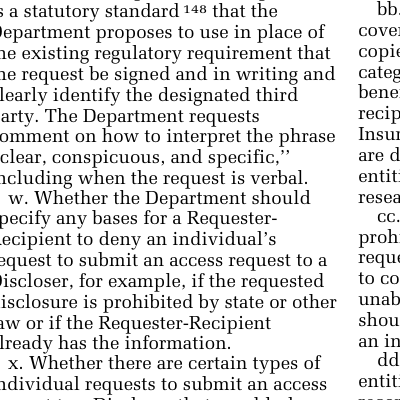 s a statutory standard 148 that the
Department proposes to use in place of
the existing regulatory requirement that
the request be signed and in writing and
clearly identify the designated third
party. The Department requests
comment on how to interpret the phrase
‘‘clear, conspicuous, and specific,’’
including when the request is verbal.
w. Whether the Department should
specify any bases for a Requester-
Recipient to deny an individual’s
request to submit an access request to a
Discloser, for example, if the requested
disclosure is prohibited by state or other
law or if the Requester-Recipient
already has the information.
x. Whether there are certain types of
individual requests to submit an access
bb.
cover
copie
categ
bene
recip
Insur
are d
entit
resea
cc.
prohi
reque
to co
unab
shou
an in
dd
entit